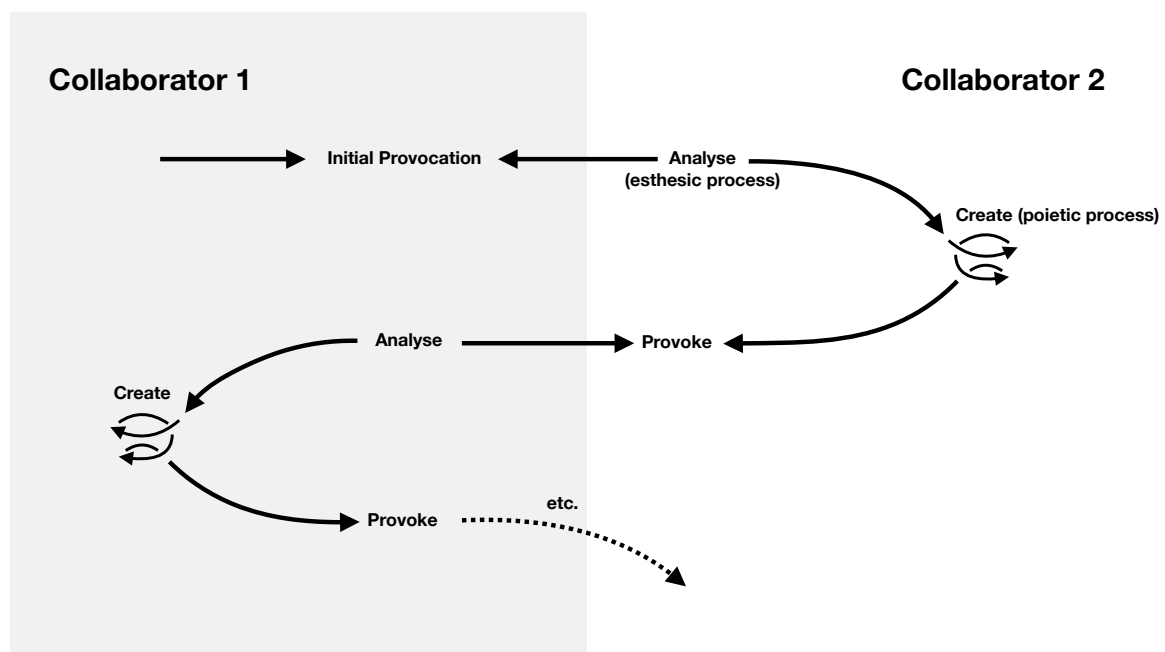 Collaborator 1
Collaborator 2
Initial Provocation
Analyse
(esthesic process)
Create (poietic process)
Analyse
Provoke
Create
Provoke
etc.